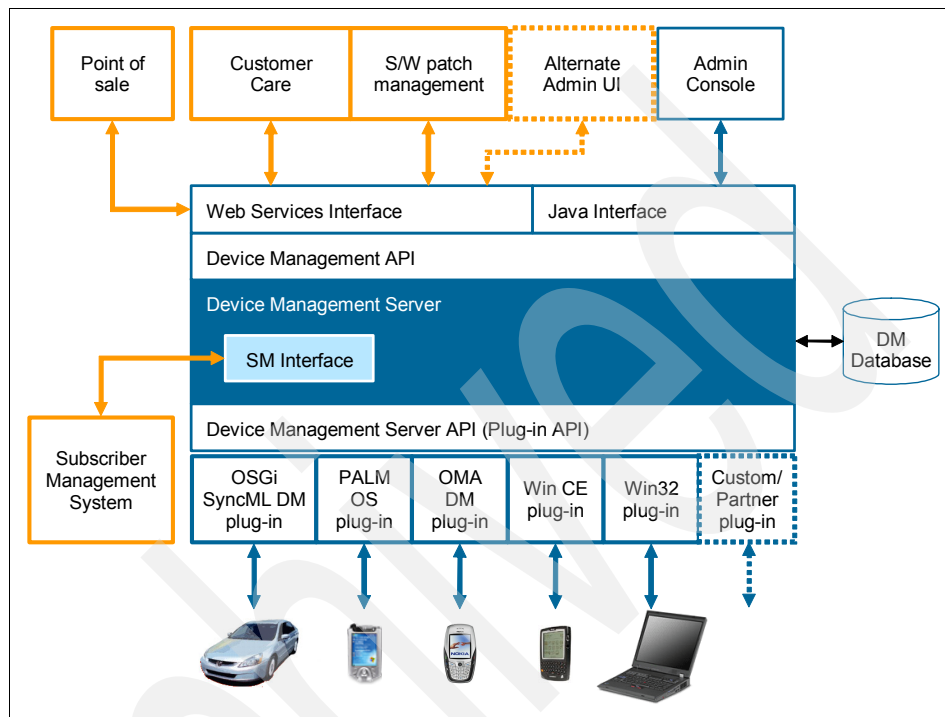 Point of
sale
Customer
Care
S/W patch
management
Alternate
Admin UI
Admin
Console
Web Services Interface
Java Interface
Device Management API
Device Management Server
SM Interface
DM
Database
Device Management Server API (Plug-in API)
Subscriber
Management
System
OSGi
SyncML DM
plug-in
PALM
OS
plug-in
OMA
DM
plug-in
Win CE
plug-in
Win32
plug-in
Custom/
Partner
plug-in
NOKIA